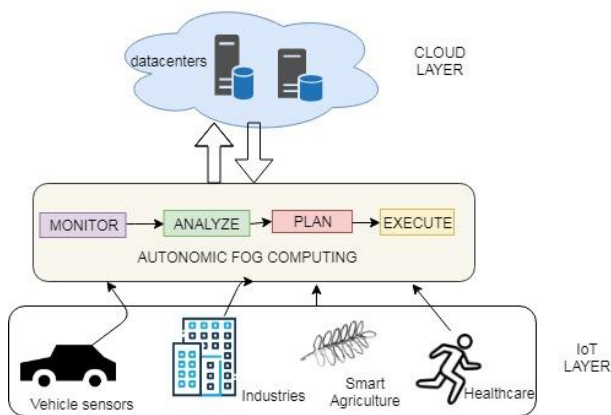 datacenters
CLOUD
LAYER
MONITOR
ANALYZE
PLAN
EXECUTE
AUTONOMIC FOG COMPUTING
Vehicle sensors
Industries
Smart
Agriculture
Healthcare
IoT
LAYER